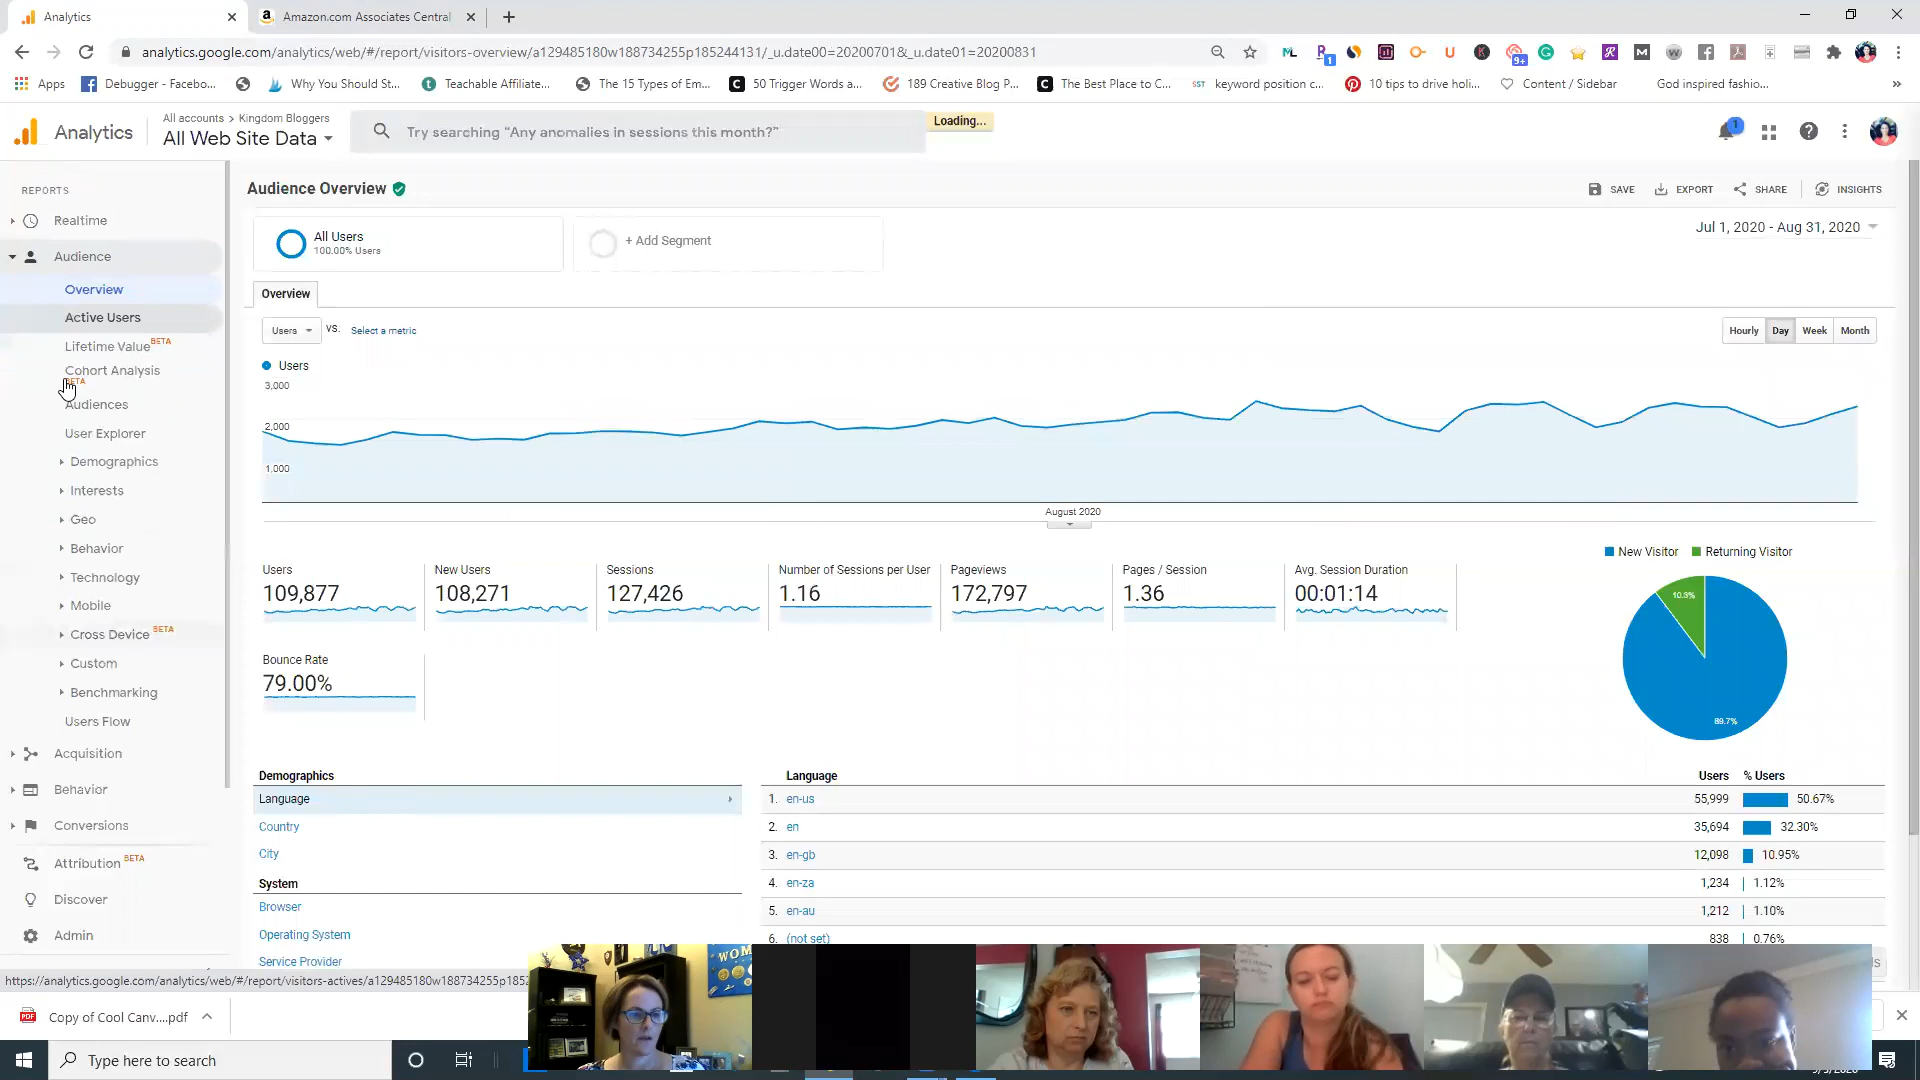 Analytics
Amazon.com Associates Central
analytics.google.com/analytics/web/#/report/visitors-overview/a129485180w188734255p185244131/_u.date00=20200701&_u.date01=20200831
Apps
Debugger - Facebo...
Why You Should St...
Teachable Affiliate...
The 15 Types of Em...
50 Trigger Words a...
189 Creative Blog P...
The Best Place to C...
keyword position c...
10 tips to drive holi...
Content / Sidebar
God inspired fashio...
Analytics
All accounts > Kingdom Bloggers
All Web Site Data
Try searching “Any anomalies in sessions this month?”
Loading...
1
REPORTS
Realtime
Audience
Overview
Active Users
Lifetime Value BETA
Cohort Analysis
BETA
Audiences
User Explorer
Demographics
Interests
Geo
Behavior
Technology
Mobile
Cross Device BETA
Custom
Benchmarking
Users Flow
Acquisition
Behavior
Conversions
Attribution BETA
Discover
Admin
Audience Overview
SAVE
EXPORT
SHARE
INSIGHTS
All Users
100.00% Users
+ Add Segment
Jul 1, 2020 - Aug 31, 2020
Overview
Users
VS.
Select a metric
Hourly
Day
Week
Month
Users
3,000
2,000
1,000
August 2020
Users
109,877
New Users
108,271
Sessions
127,426
Number of Sessions per User
1.16
Pageviews
172,797
Pages / Session
1.36
Avg. Session Duration
00:01:14
Bounce Rate
79.00%
New Visitor
Returning Visitor
10.3%
89.7%
Demographics
Language
Country
City
System
Browser
Operating System
Service Provider
Language Users % Users
1. en-us 55,999 50.67%
2. en 35,694 32.30%
3. en-gb 12,098 10.95%
4. en-za 1,234 1.12%
5. en-au 1,212 1.10%
6. (not set) 838 0.76%
https://analytics.google.com/analytics/web/#/report/visitors-actives/a129485180w188734255p185
Copy of Cool Canv....pdf
Type here to search